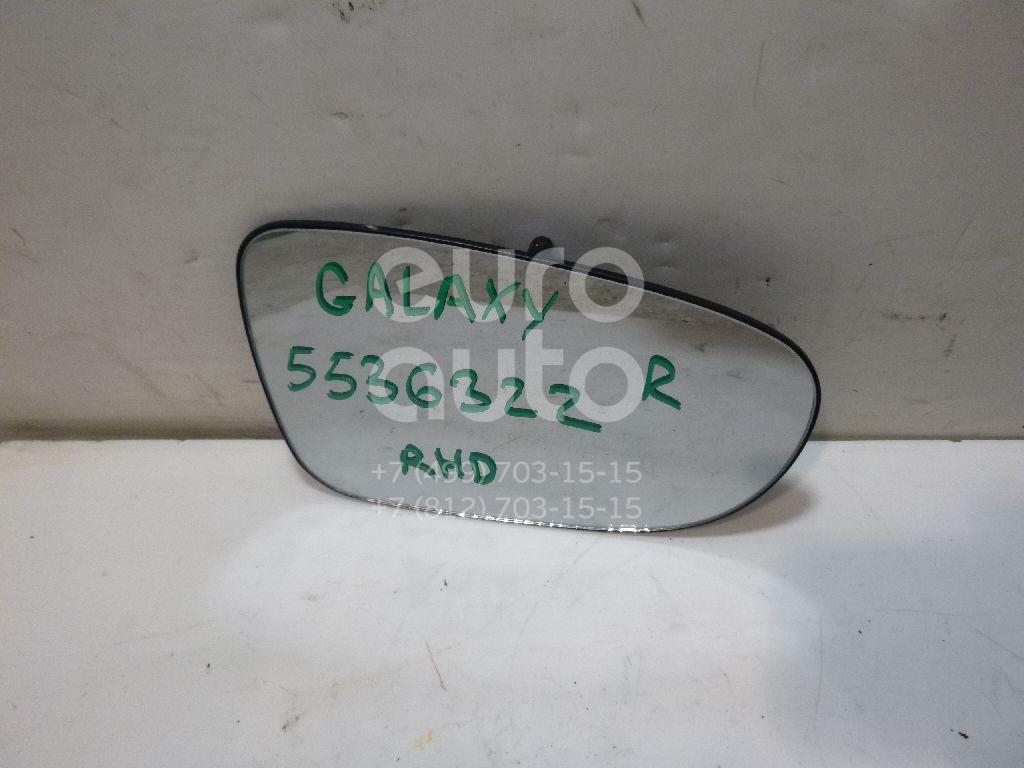 GALAXY
5536322 R
RHD
euro
auto
+7 (499) 703-15-15
+7 (812) 703-15-15